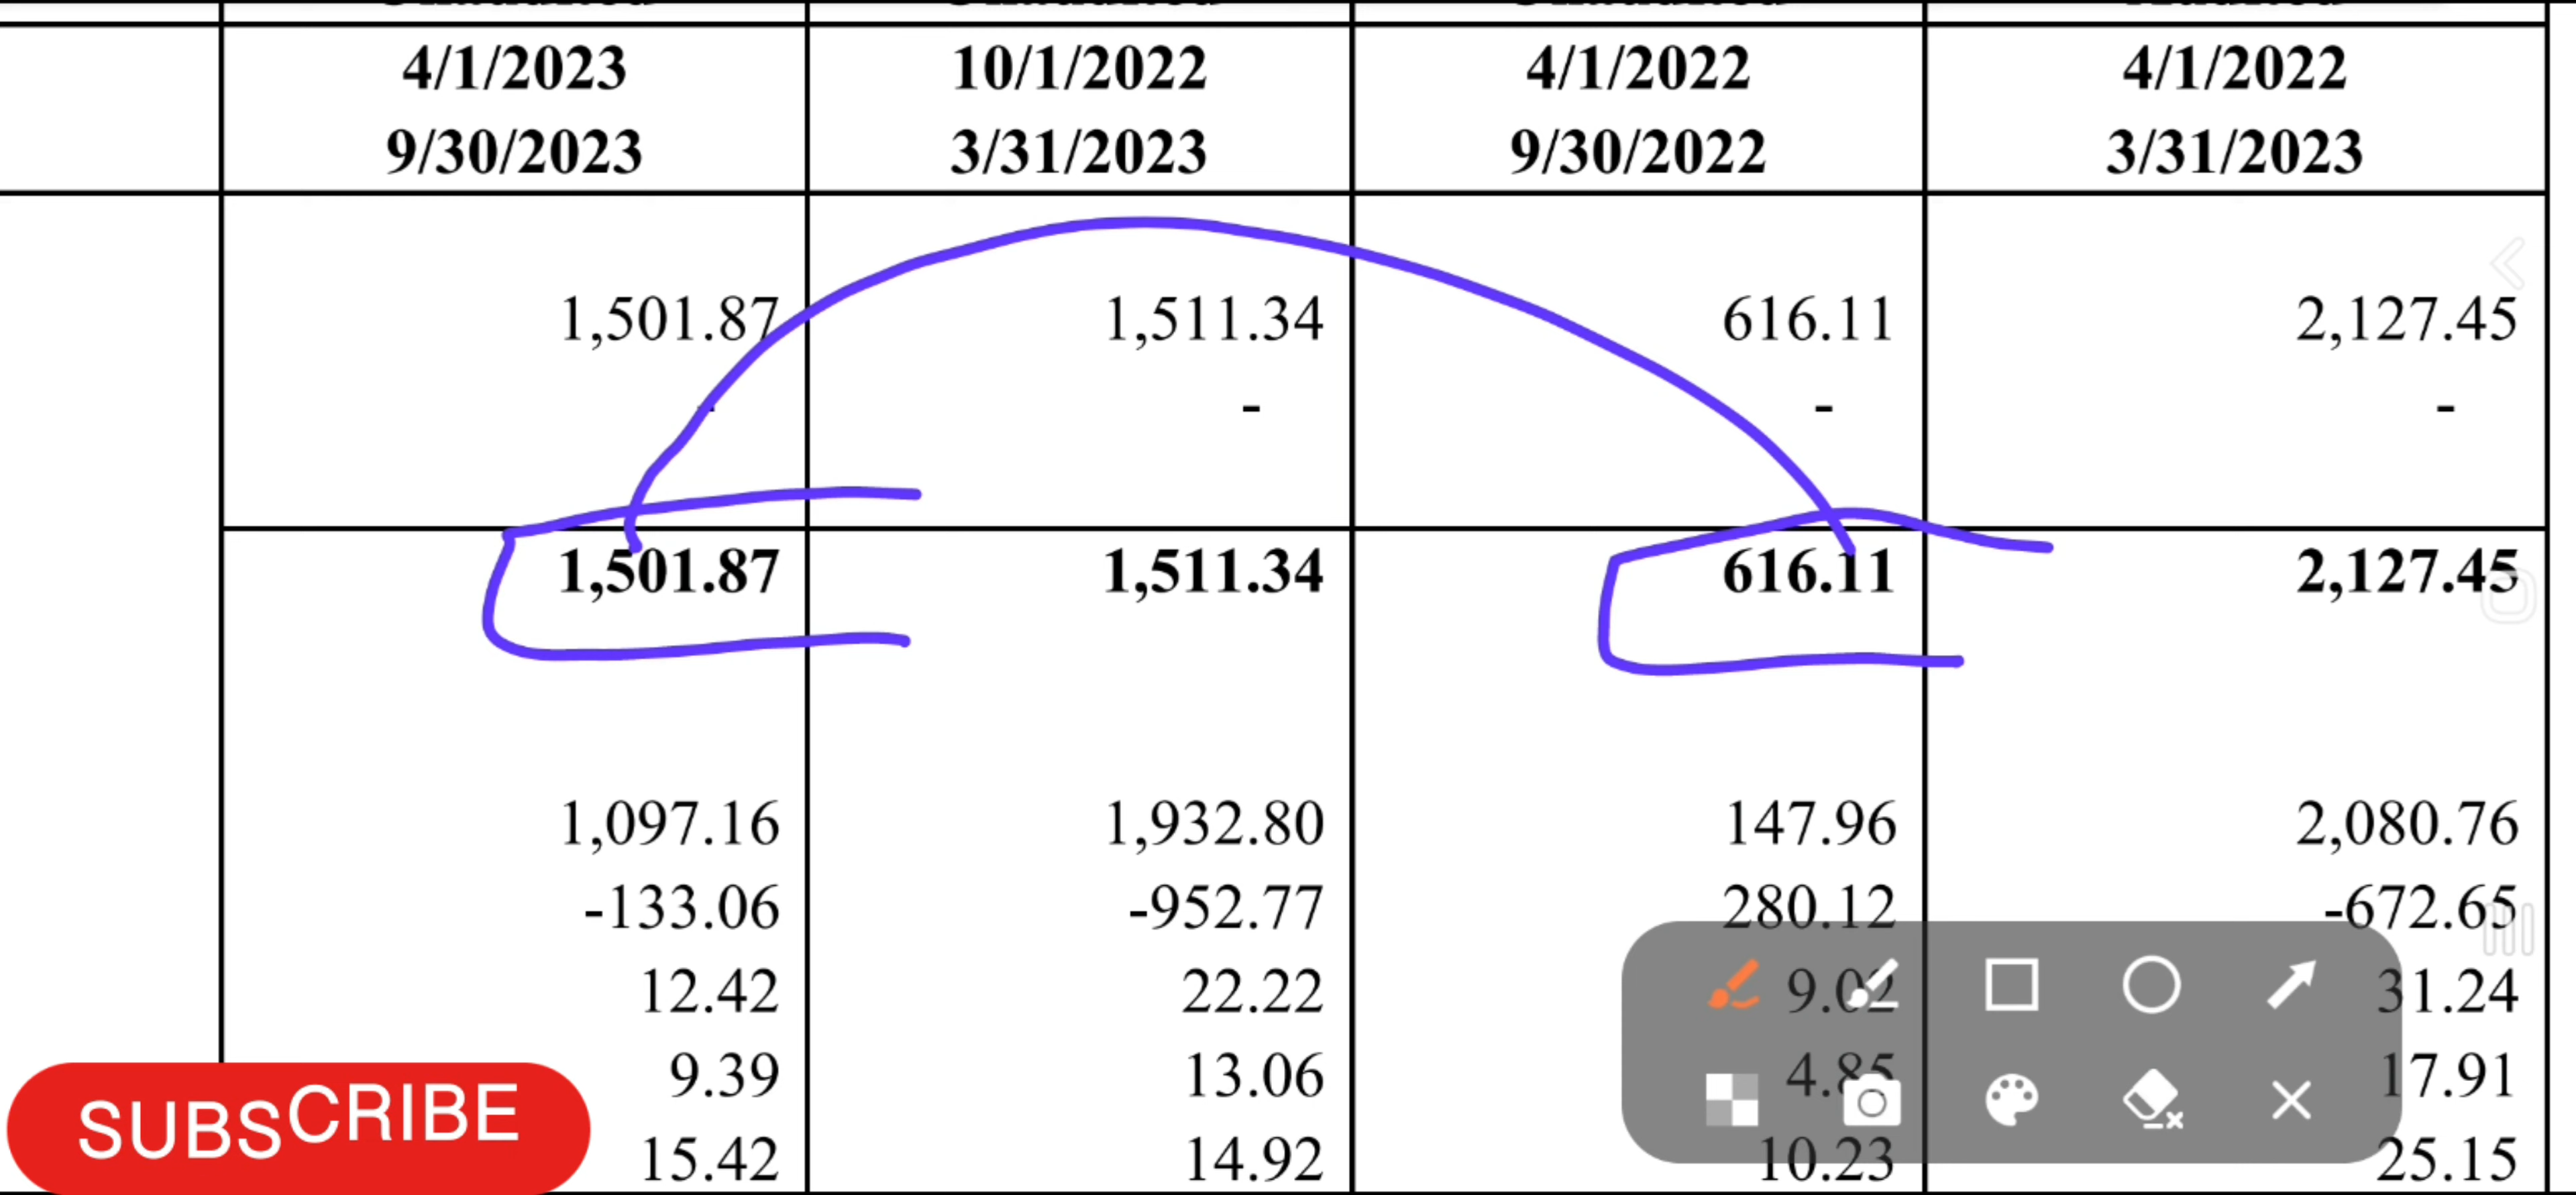 4/1/2023 10/1/2022 4/1/2022 4/1/2022
9/30/2023 3/31/2023 9/30/2022 3/31/2023
1,501.87 1,511.34 616.11 2,127.45
- - - -
1,501.87 1,511.34 616.11 2,127.45
1,097.16 1,932.80 147.96 2,080.76
-133.06 -952.77 280.12 -672.65
12.42 22.22 9.02 31.24
9.39 13.06 4.85 17.91
15.42 14.92 10.23 25.15
SUBSCRIBE